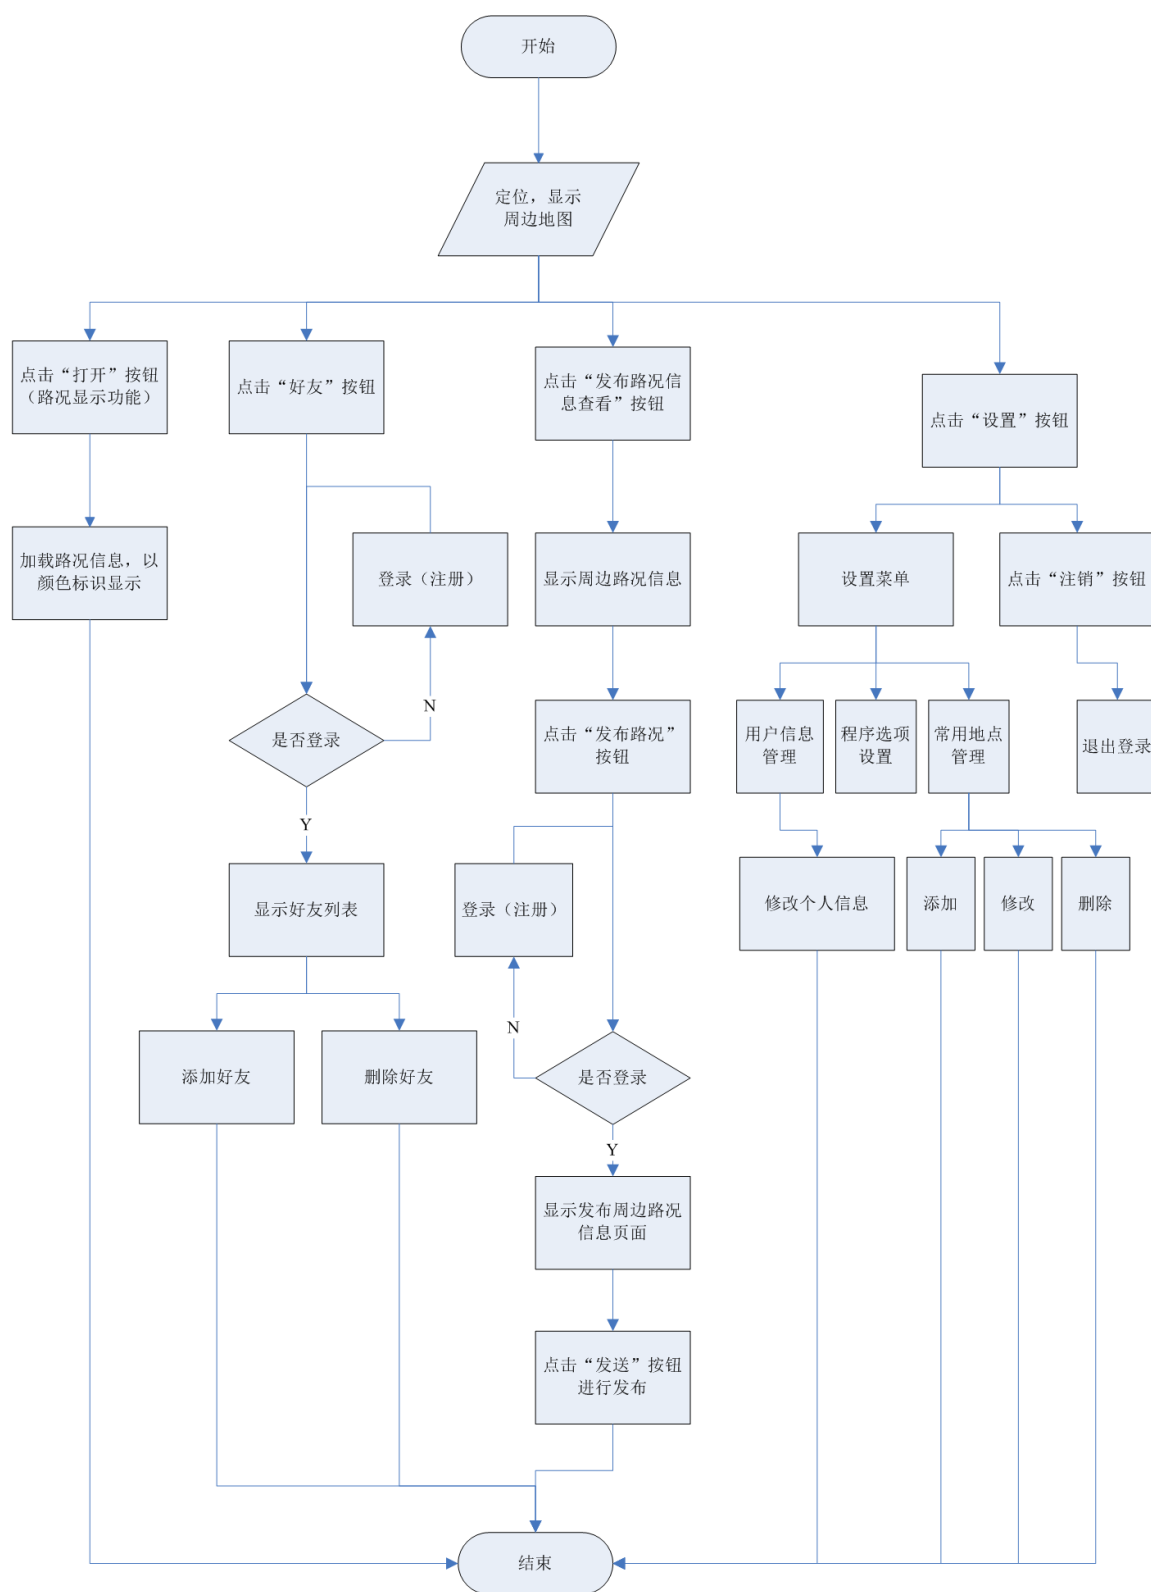 开始
定位，显示
周边地图
点击“打开”按钮
（路况显示功能）
点击“好友”按钮
点击“发布路况信
息查看”按钮
点击“设置”按钮
加载路况信息，以
颜色标识显示
登录（注册）
显示周边路况信息
设置菜单
点击“注销”按钮
N
是否登录
点击“发布路况”
按钮
用户信息
管理
程序选项
设置
常用地点
管理
退出登录
Y
显示好友列表
登录（注册）
修改个人信息
添加
修改
删除
N
添加好友
删除好友
是否登录
Y
显示发布周边路况
信息页面
点击“发送”按钮
进行发布
结束